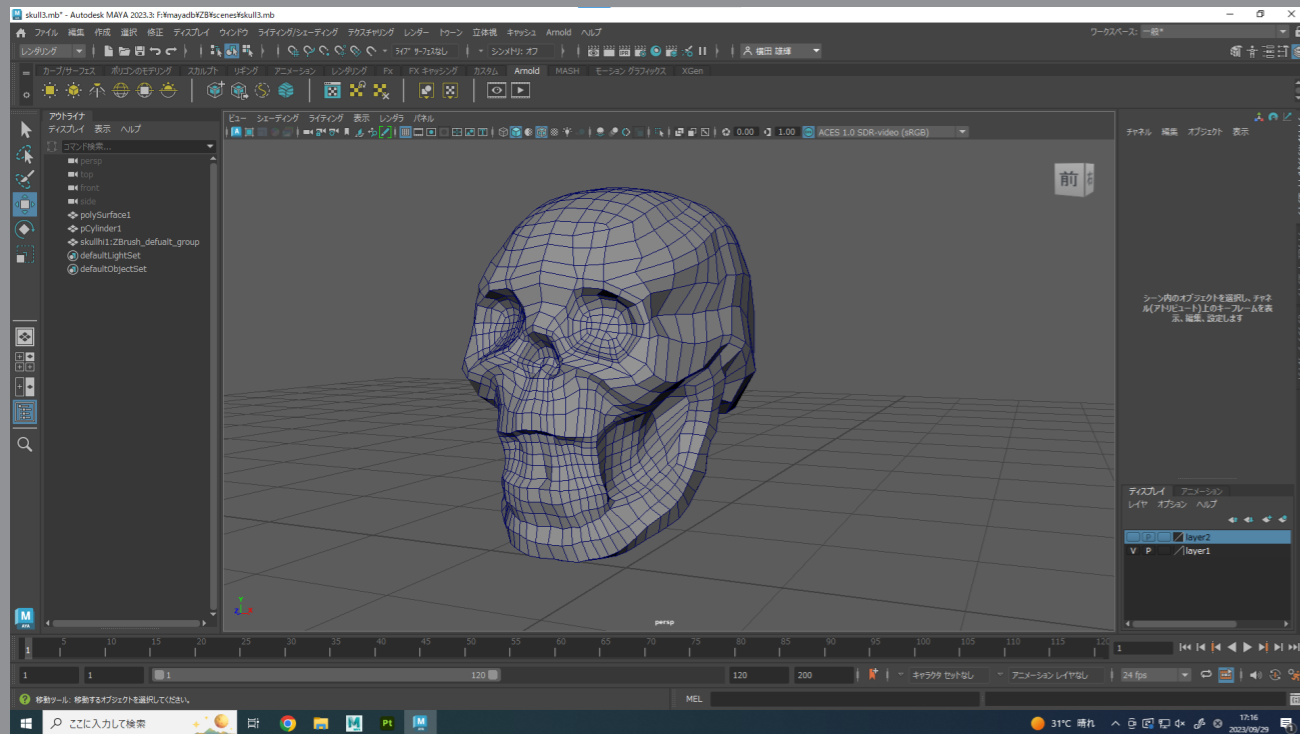 skull3.mb* - Autodesk MAYA 2023.3: F:¥mayadb¥ZB¥scenes¥skull3.mb
ファイル 編集 作成 選択 修正 ディスプレイ ウィンドウ ライティング/シェーディング テクスチャリング レンダー トゥーン 立体視 キャッシュ Arnold ヘルプ
ワークスペース: 一般*
レンダリング
ライブ サーフェスなし
シンメトリ: オフ
横田 雄輝
カーブ/サーフェス ポリゴンのモデリング スカルプト リギング アニメーション レンダリング Fx FX キャッシング カスタム Arnold MASH モーション グラフィックス XGen
アウトライナ
ディスプレイ 表示 ヘルプ
コマンド検索...
persp
top
front
side
polySurface1
pCylinder1
skullhi1:ZBrush_defualt_group
defaultLightSet
defaultObjectSet
ビュー シェーディング ライティング 表示 レンダラ パネル
0.00 1.00 ACES 1.0 SDR-video (sRGB)
前
右
Y
Z X
persp
チャネル 編集 オブジェクト 表示
シーン内のオブジェクトを選択し、チャネ
ル(アトリビュート)上のキーフレームを表
示、編集、設定します
ディスプレイ アニメーション
レイヤ オプション ヘルプ
P layer2
V P layer1
1 5 10 15 20 25 30 35 40 45 50 55 60 65 70 75 80 85 90 95 100 105 110 115 120 1
1 1 1 120 120 200 キャラクタ セットなし アニメーション レイヤなし 24 fps
移動ツール: 移動するオブジェクトを選択してください。
MEL
ここに入力して検索
Pt
31°C 晴れ
17:16
2023/09/29